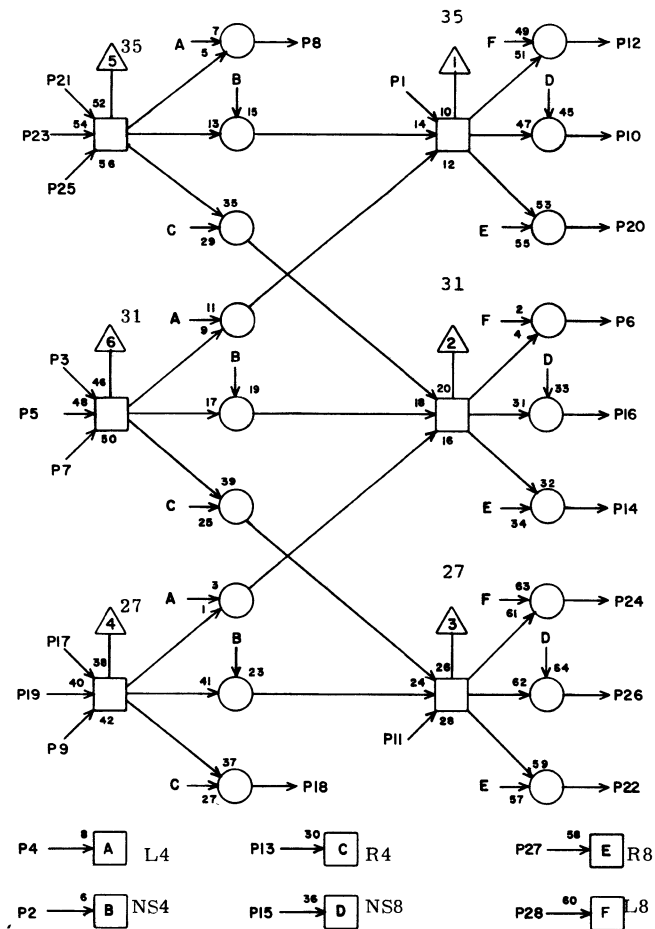 35
35
A 7 5 P8
5
1
F 49 51 P12
P21
52
B
P1
10
D
P23 54
13 15
14
47 45
P10
56
12
P25
35
53
C 29
E 55
P20
31
31
A 11 9
F 2 4 P6
6
2
P3
46
B
20
D
P5 48
17 19
18
31 33
P16
50
16
P7
39
32
C 25
E 34
P14
27
27
A 3 1
F 63 61 P24
4
3
P17
38
B
26
D
P19 40
41 23
24
62 64
P26
42
28
P9
P11
37
59
C 27 P18
E 57 P22
P4 8 A L4
P13 30 C R4
P27 58 E R8
P2 6 B NS4
P15 36 D NS8
P28 60 F L8